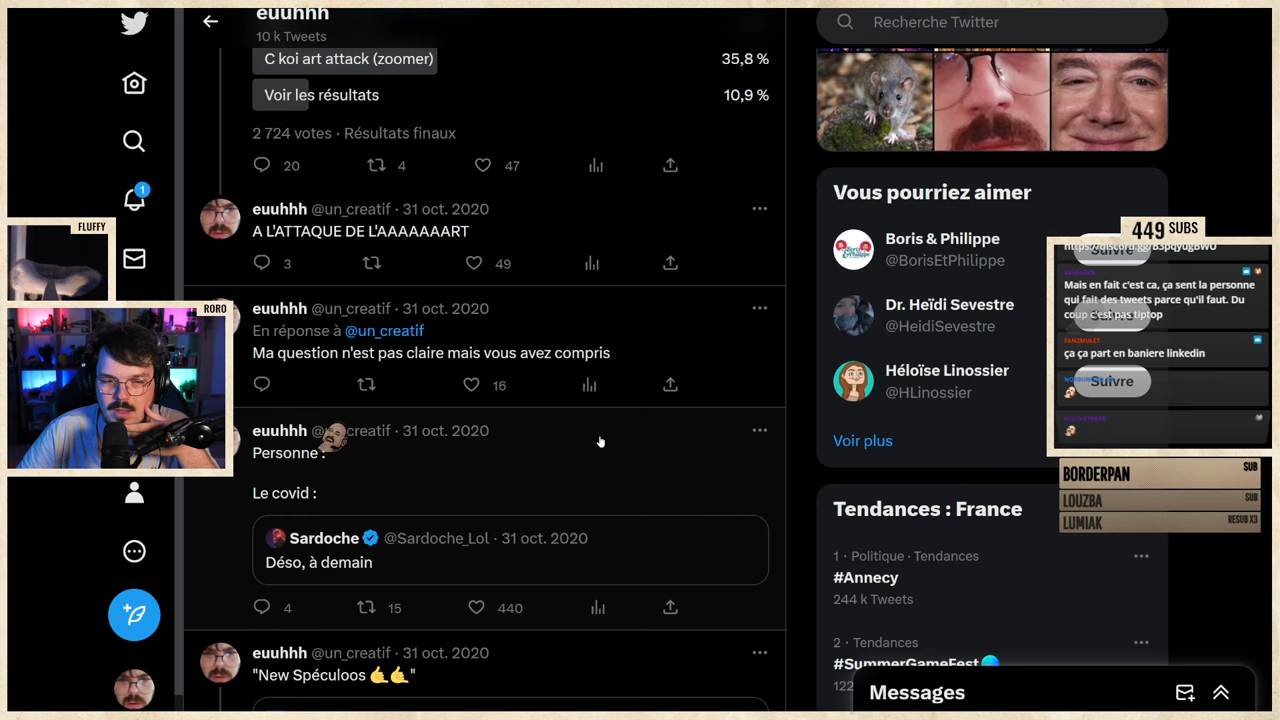 euuhhh
10 k Tweets
Recherche Twitter
C koi art attack (zoomer)
35,8 %
Voir les résultats
10,9 %
2 724 votes · Résultats finaux
20
4
47
euuhhh @un_creatif · 31 oct. 2020
A L'ATTAQUE DE L'AAAAAAART
3
49
euuhhh @un_creatif · 31 oct. 2020
En réponse à @un_creatif
Ma question n'est pas claire mais vous avez compris
16
euuhhh creatif · 31 oct. 2020
Personne :
Le covid :
Sardoche @Sardoche_Lol · 31 oct. 2020
Déso, à demain
4
15
440
euuhhh @un_creatif · 31 oct. 2020
"New Spéculoos 🤙🤙"
1
FLUFFY
RORO
Vous pourriez aimer
Boris & Philippe
@BorisEtPhilippe
Suivre
Dr. Heïdi Sevestre
@HeidiSevestre
Héloïse Linossier
@HLinossier
Suivre
Voir plus
449 SUBS
Mais en fait c'est ca, ça sent la personne
qui fait des tweets parce qu'il faut. Du
coup c'est pas tiptop
FAN2MULET
ça ça part en baniere linkedin
BORDERPAN SUB
LOUZBA SUB
LUMIAK RESUB X3
Tendances : France
1 · Politique · Tendances
#Annecy
244 k Tweets
2 · Tendances
#SummerGameFest
122
Messages